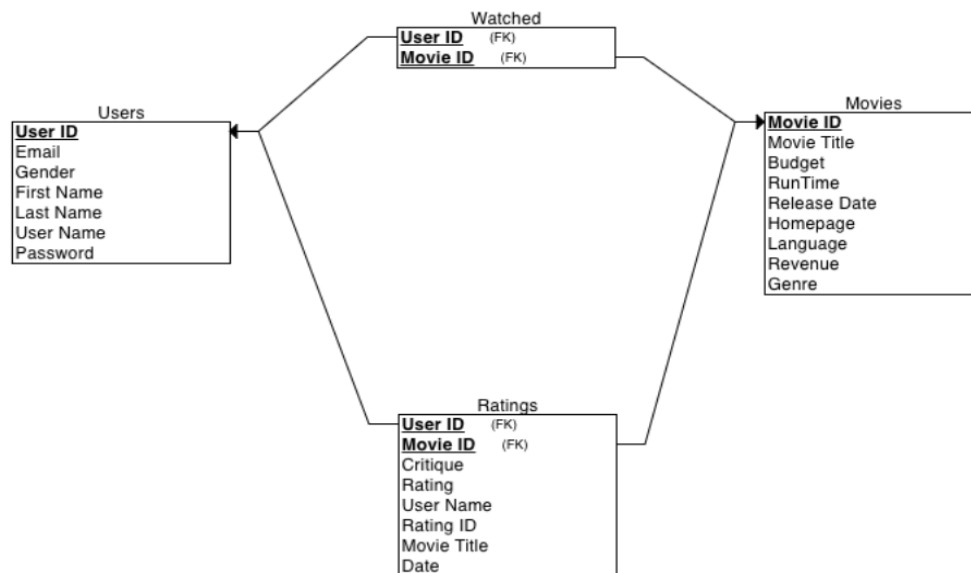 Watched
User ID (FK)
Movie ID (FK)
Users
User ID
Email
Gender
First Name
Last Name
User Name
Password
Movies
Movie ID
Movie Title
Budget
RunTime
Release Date
Homepage
Language
Revenue
Genre
Ratings
User ID (FK)
Movie ID (FK)
Critique
Rating
User Name
Rating ID
Movie Title
Date